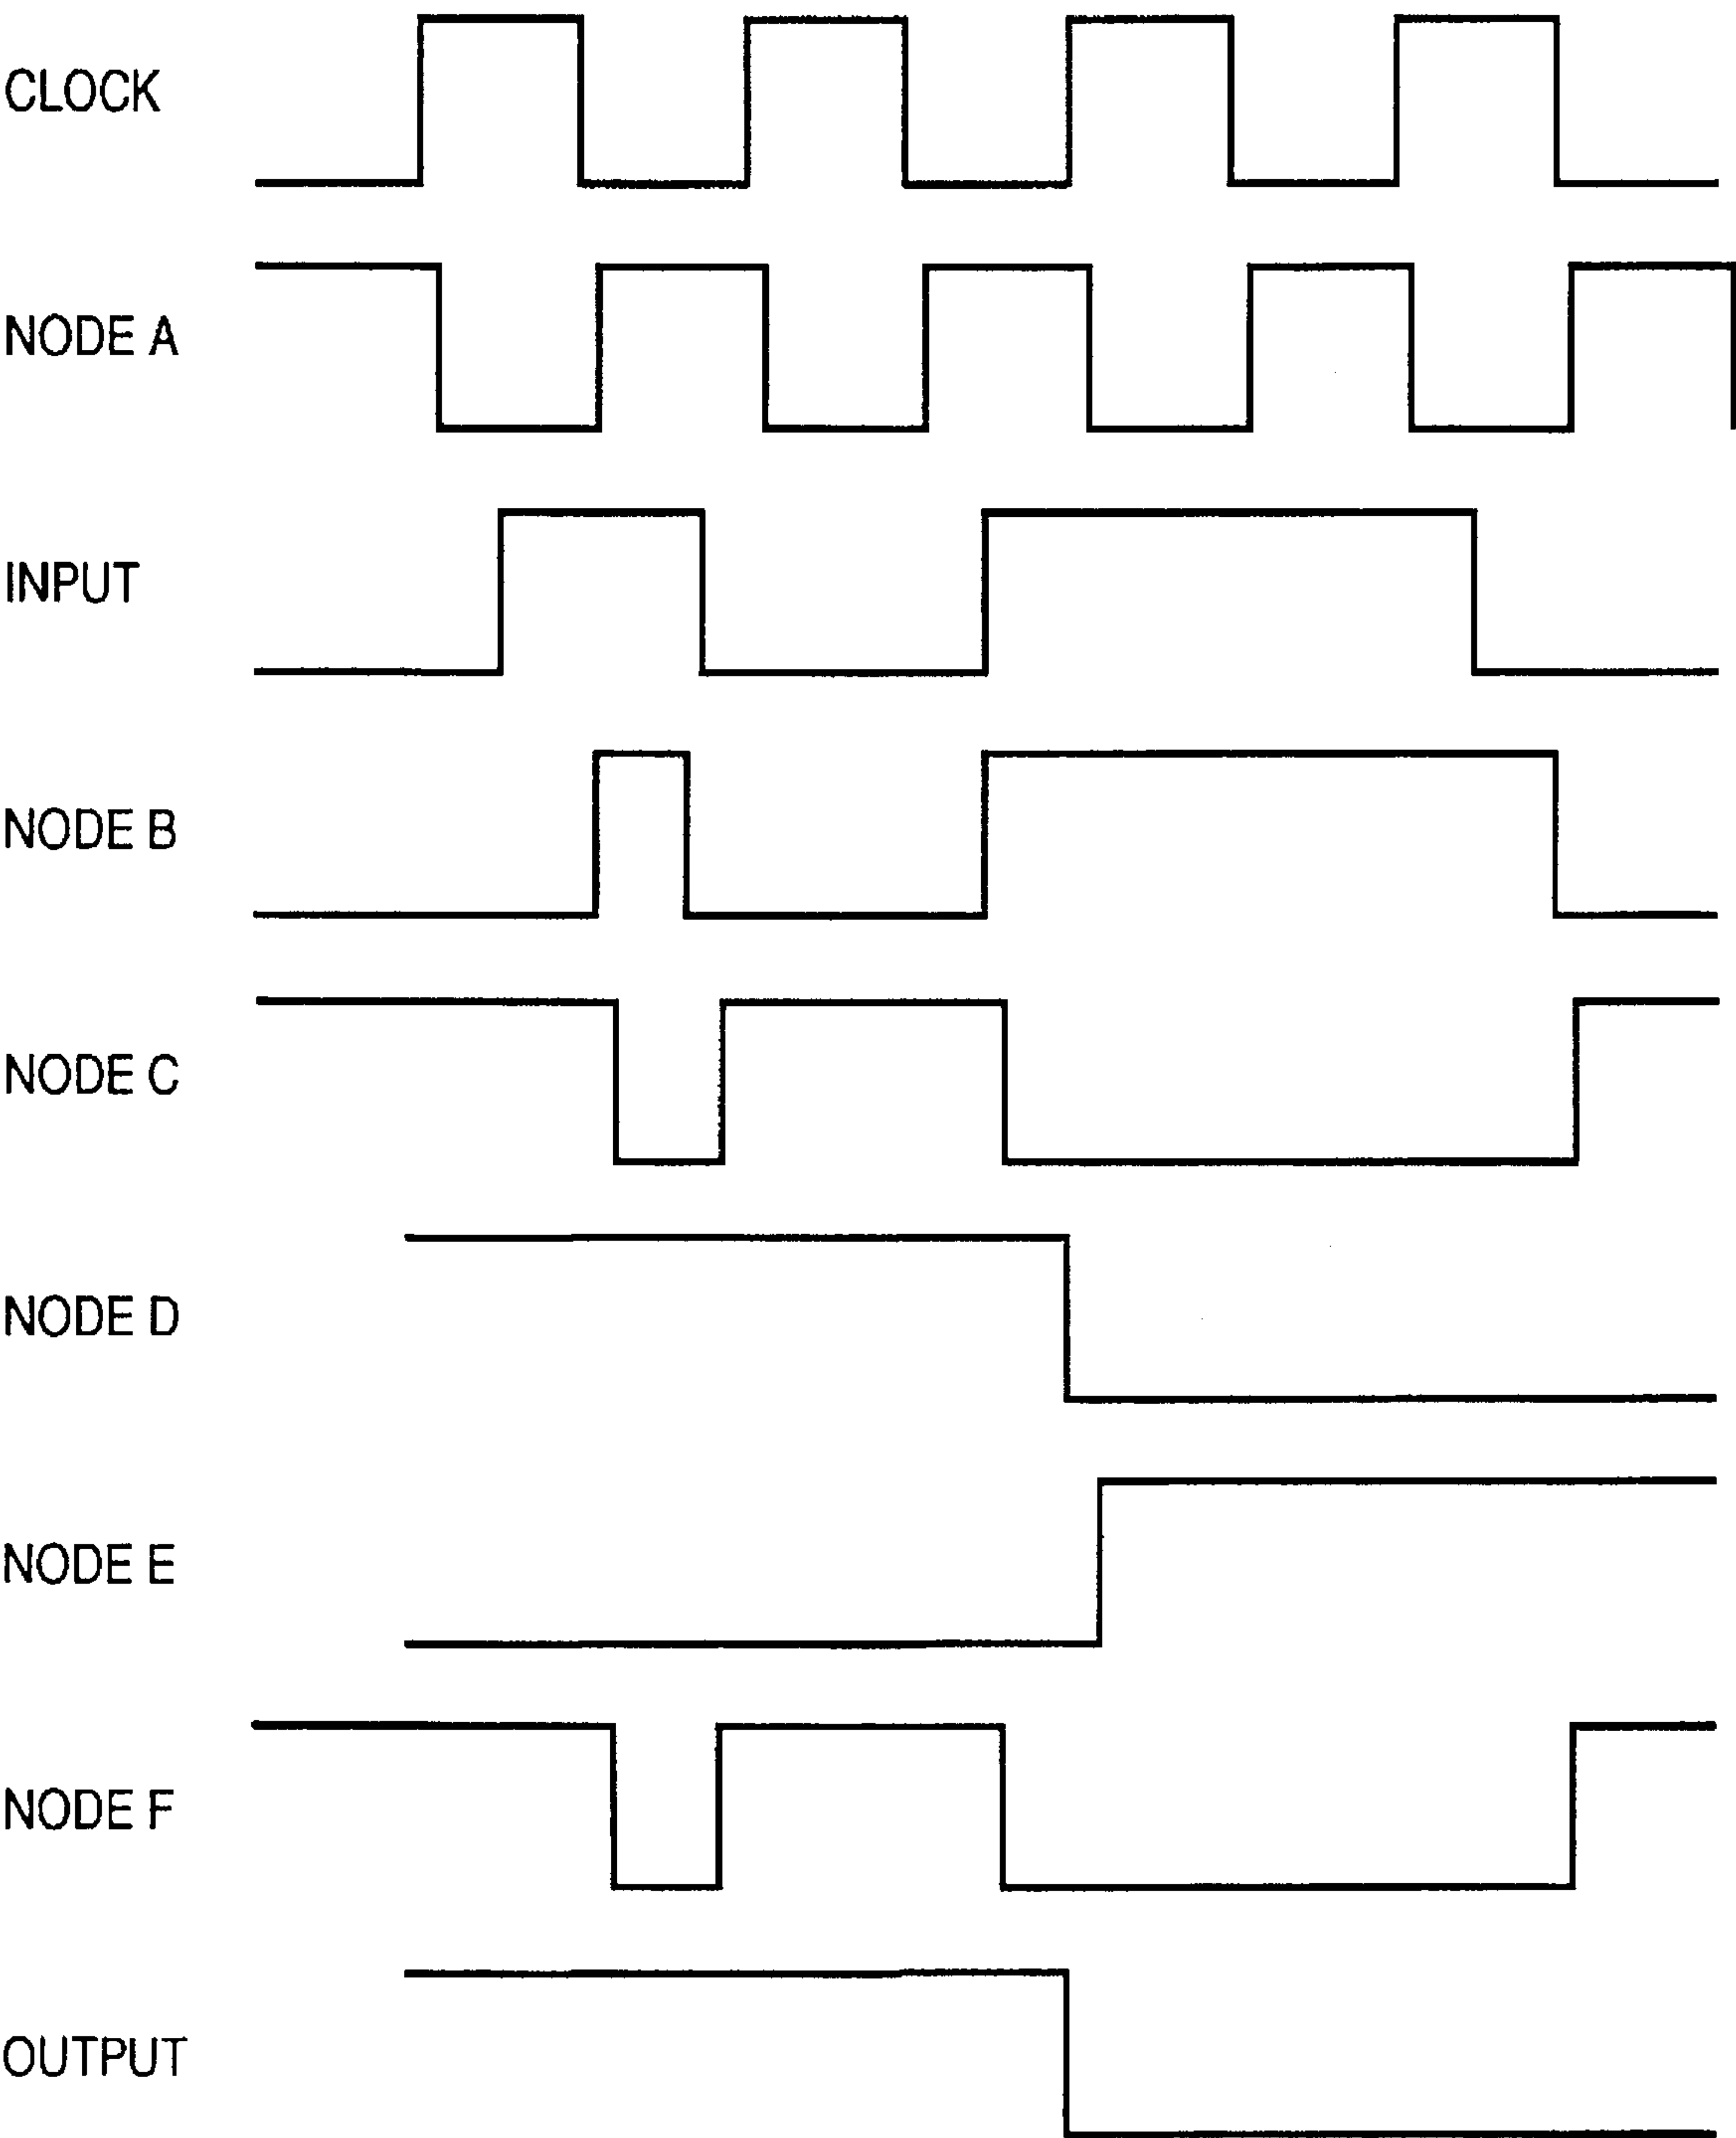 CLOCK
NODE A
INPUT
NODE B
NODE C
NODE D
NODE E
NODE F
OUTPUT